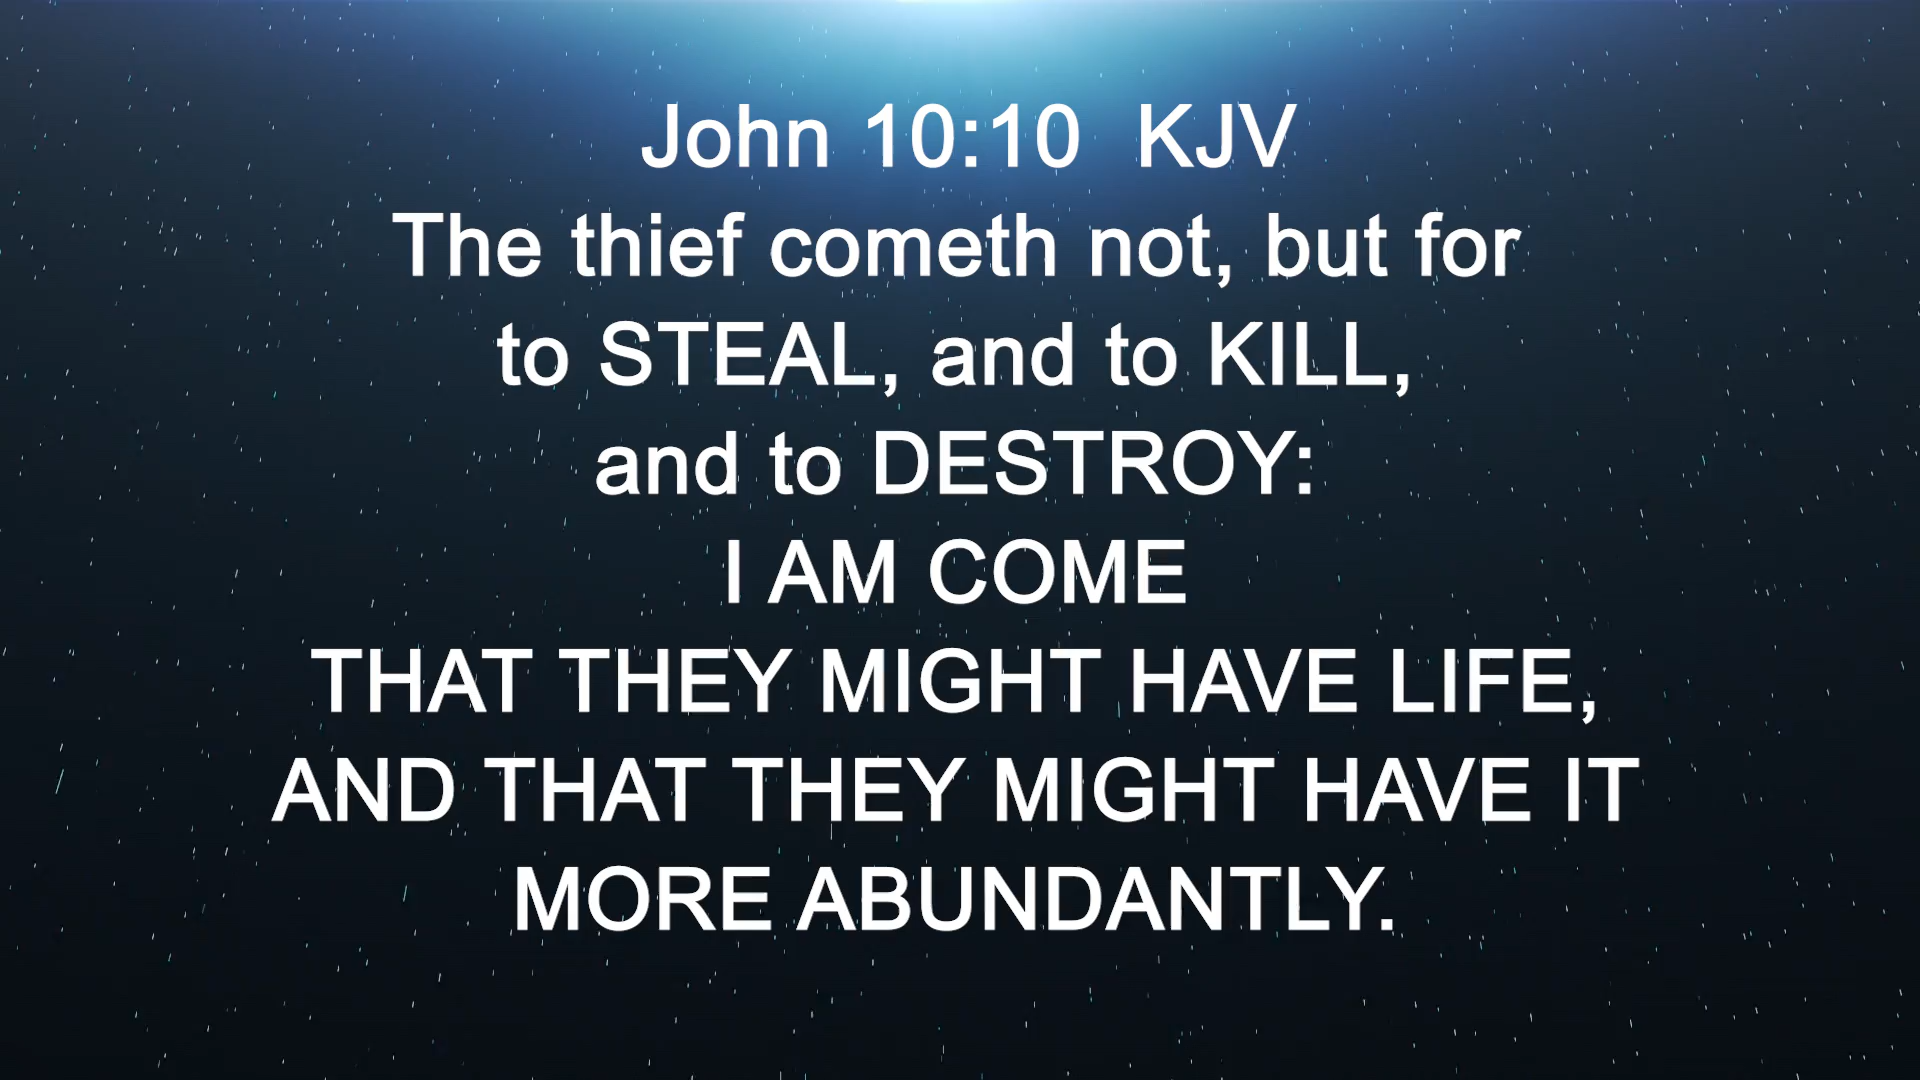 John 10:10  KJV
The thief cometh not, but for
to STEAL, and to KILL,
and to DESTROY:
I AM COME
THAT THEY MIGHT HAVE LIFE,
AND THAT THEY MIGHT HAVE IT
MORE ABUNDANTLY.